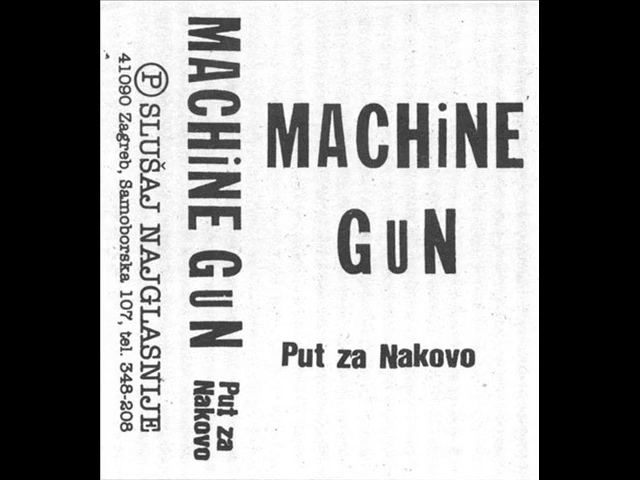 Ⓟ SLUŠAJ NAJGLASNIJE
41090 Zagreb, Samoborska 107, tel. 348-208
MACHiNE GuN
Put za
Nakovo
MACHiNE
GuN
Put za Nakovo